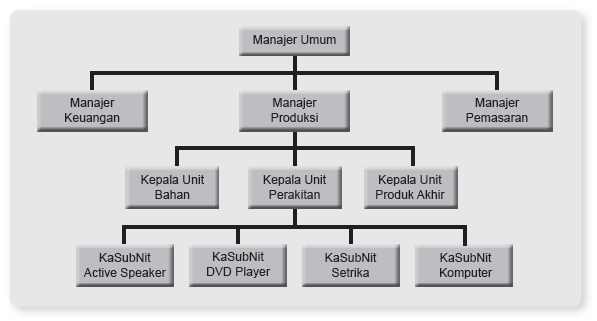 Manajer Umum
Manajer
Keuangan
Manajer
Produksi
Manajer
Pemasaran
Kepala Unit
Bahan
Kepala Unit
Perakitan
Kepala Unit
Produk Akhir
KaSubNit
Active Speaker
KaSubNit
DVD Player
KaSubNit
Setrika
KaSubNit
Komputer